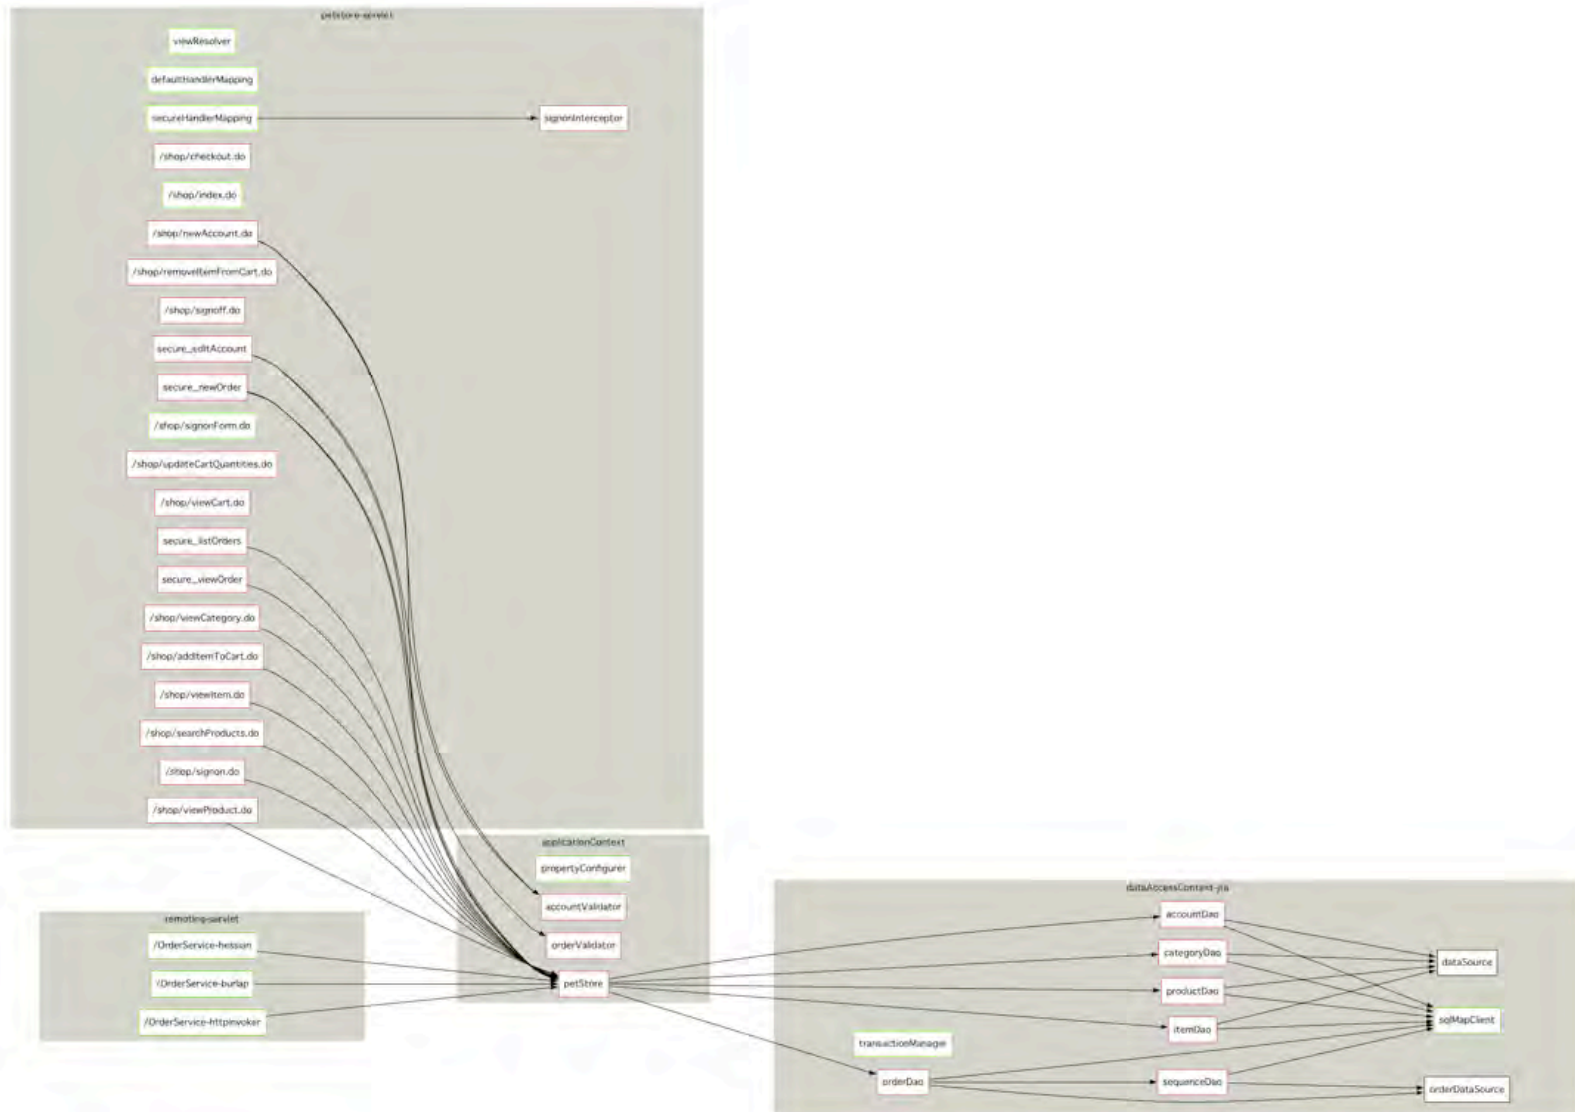 petstore-servlet
viewResolver
defaultHandlerMapping
secureHandlerMapping
signonInterceptor
/shop/checkout.do
/shop/index.do
/shop/newAccount.do
/shop/removeItemFromCart.do
/shop/signoff.do
secure_editAccount
secure_newOrder
/shop/signonForm.do
/shop/updateCartQuantities.do
/shop/viewCart.do
secure_listOrders
secure_viewOrder
/shop/viewCategory.do
/shop/addItemToCart.do
/shop/viewItem.do
/shop/searchProducts.do
/shop/signon.do
/shop/viewProduct.do
applicationContext
propertyConfigurer
accountValidator
orderValidator
petStore
remoting-servlet
/OrderService-hessian
/OrderService-burlap
/OrderService-httpinvoker
dataAccessContext-jta
accountDao
categoryDao
dataSource
productDao
sqlMapClient
itemDao
transactionManager
orderDao
sequenceDao
orderDataSource